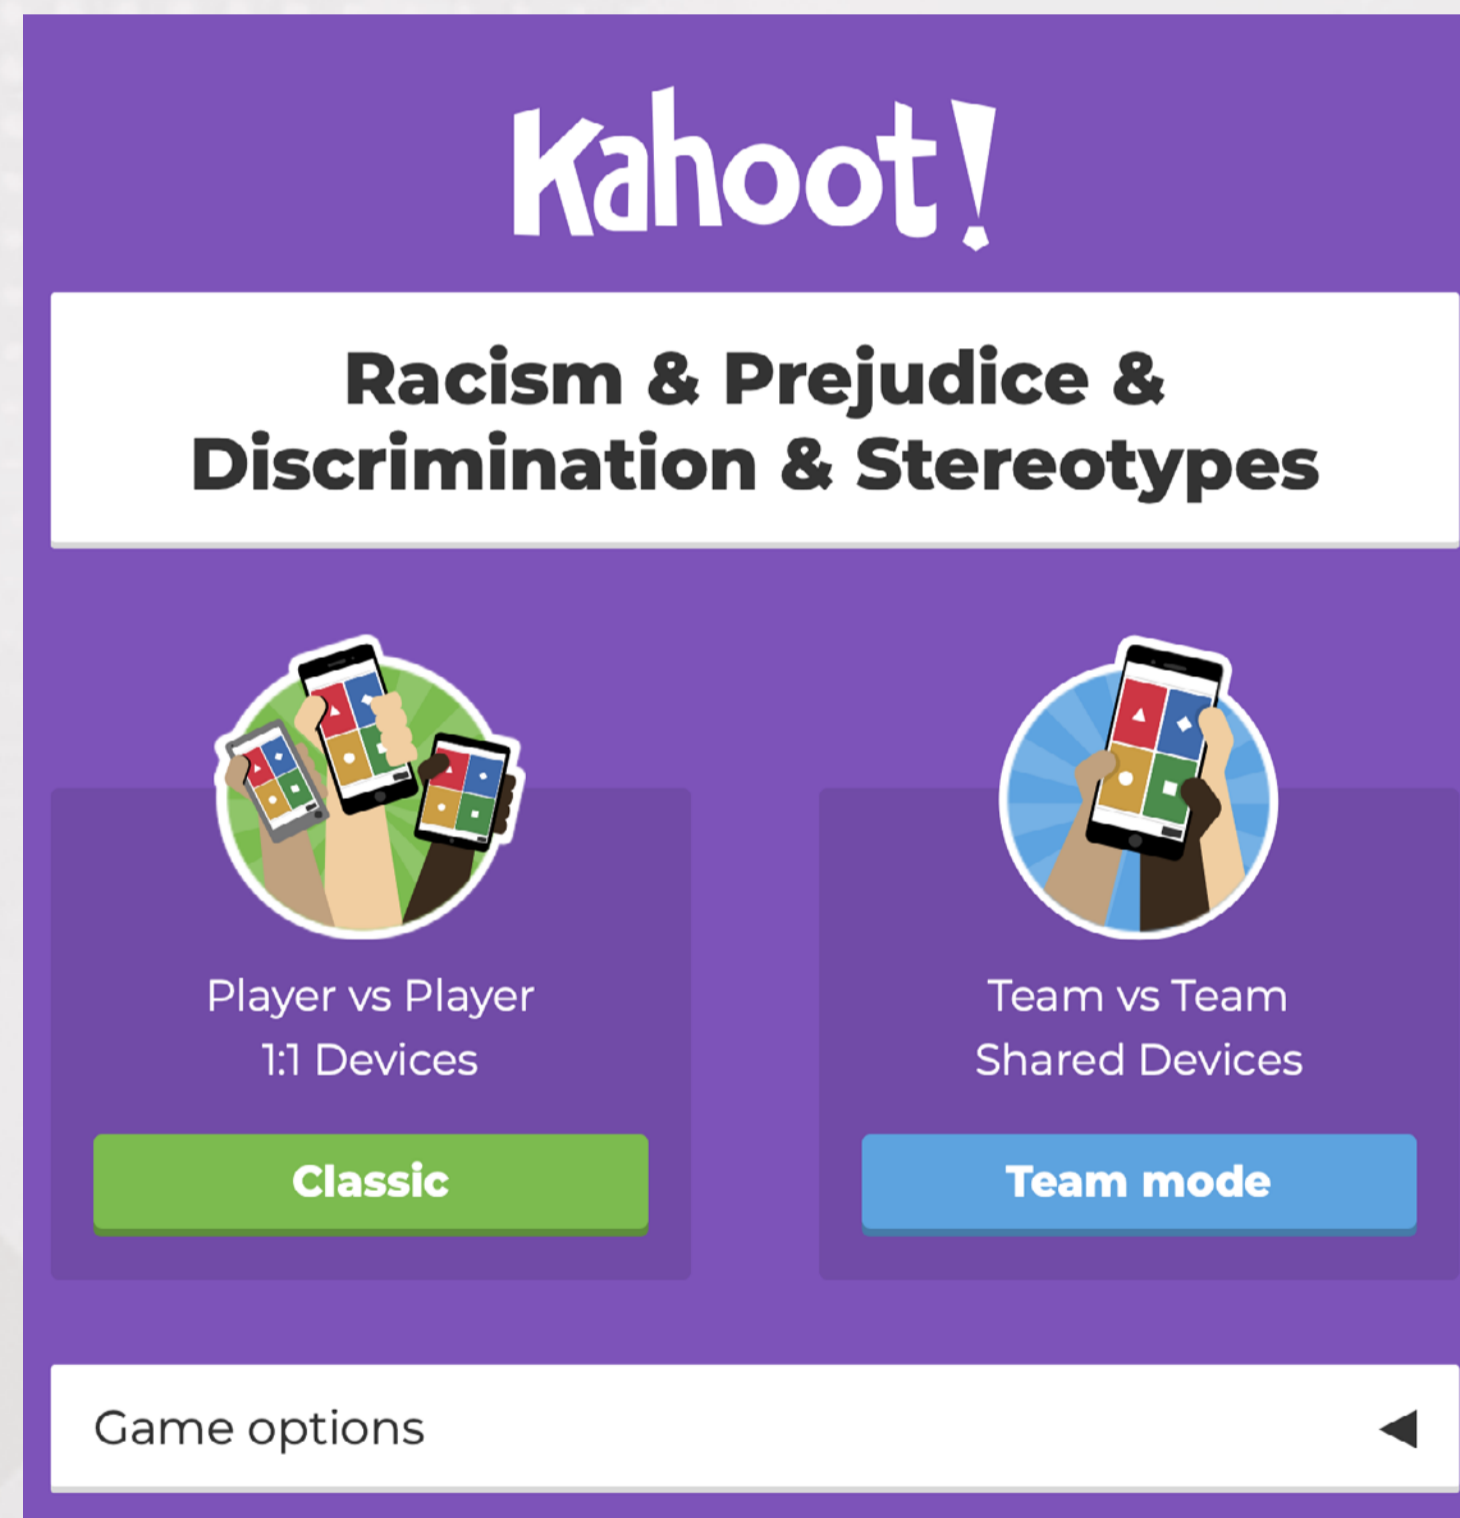 Kahoot!
Racism & Prejudice &
Discrimination & Stereotypes
Player vs Player
1:1 Devices
Classic
Team vs Team
Shared Devices
Team mode
Game options